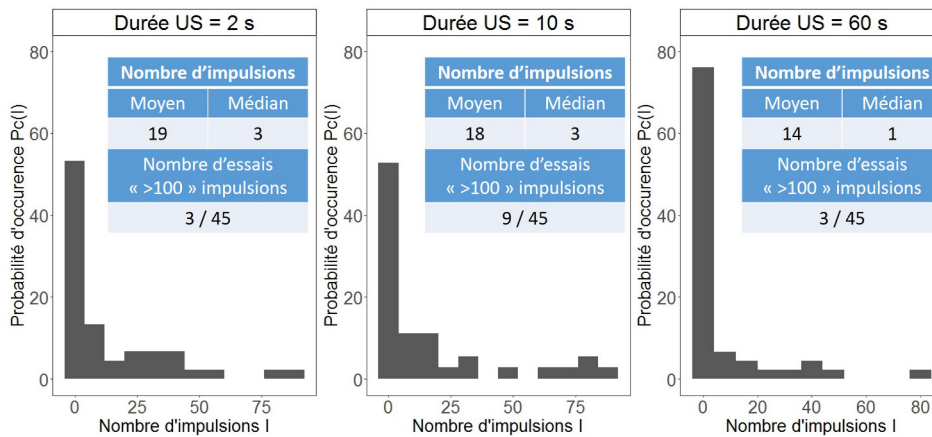 Durée US = 2 s
Probabilité d'occurence Pc(I)
80
60
40
20
0
Nombre d'impulsions
Moyen Médian
19 3
Nombre d'essais
« >100 » impulsions
3 / 45
0 25 50 75
Nombre d'impulsions I
Durée US = 10 s
Probabilité d'occurence Pc(I)
80
60
40
20
0
Nombre d'impulsions
Moyen Médian
18 3
Nombre d'essais
« >100 » impulsions
9 / 45
0 25 50 75
Nombre d'impulsions I
Durée US = 60 s
Probabilité d'occurence Pc(I)
80
60
40
20
0
Nombre d'impulsions
Moyen Médian
14 1
Nombre d'essais
« >100 » impulsions
3 / 45
0 20 40 60 80
Nombre d'impulsions I